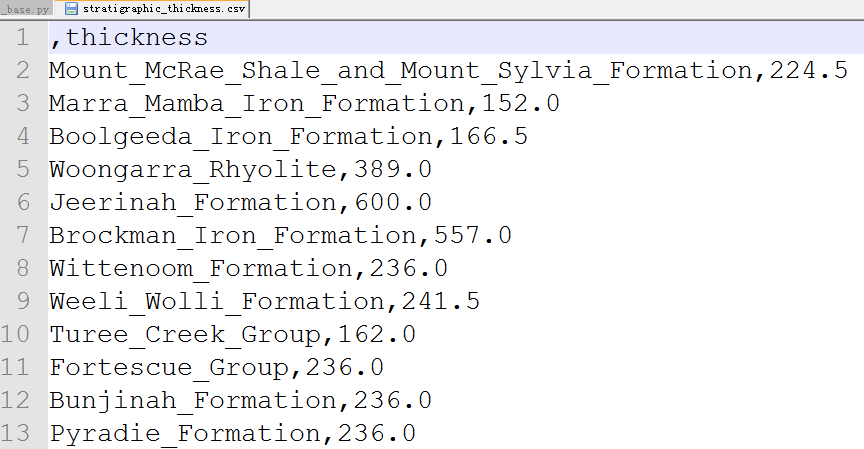 _base.py stratigraphic_thickness.csv
1 ,thickness
2 Mount_McRae_Shale_and_Mount_Sylvia_Formation,224.5
3 Marra_Mamba_Iron_Formation,152.0
4 Boolgeeda_Iron_Formation,166.5
5 Woongarra_Rhyolite,389.0
6 Jeerinah_Formation,600.0
7 Brockman_Iron_Formation,557.0
8 Wittenoom_Formation,236.0
9 Weeli_Wolli_Formation,241.5
10 Turee_Creek_Group,162.0
11 Fortescue_Group,236.0
12 Bunjinah_Formation,236.0
13 Pyradie_Formation,236.0